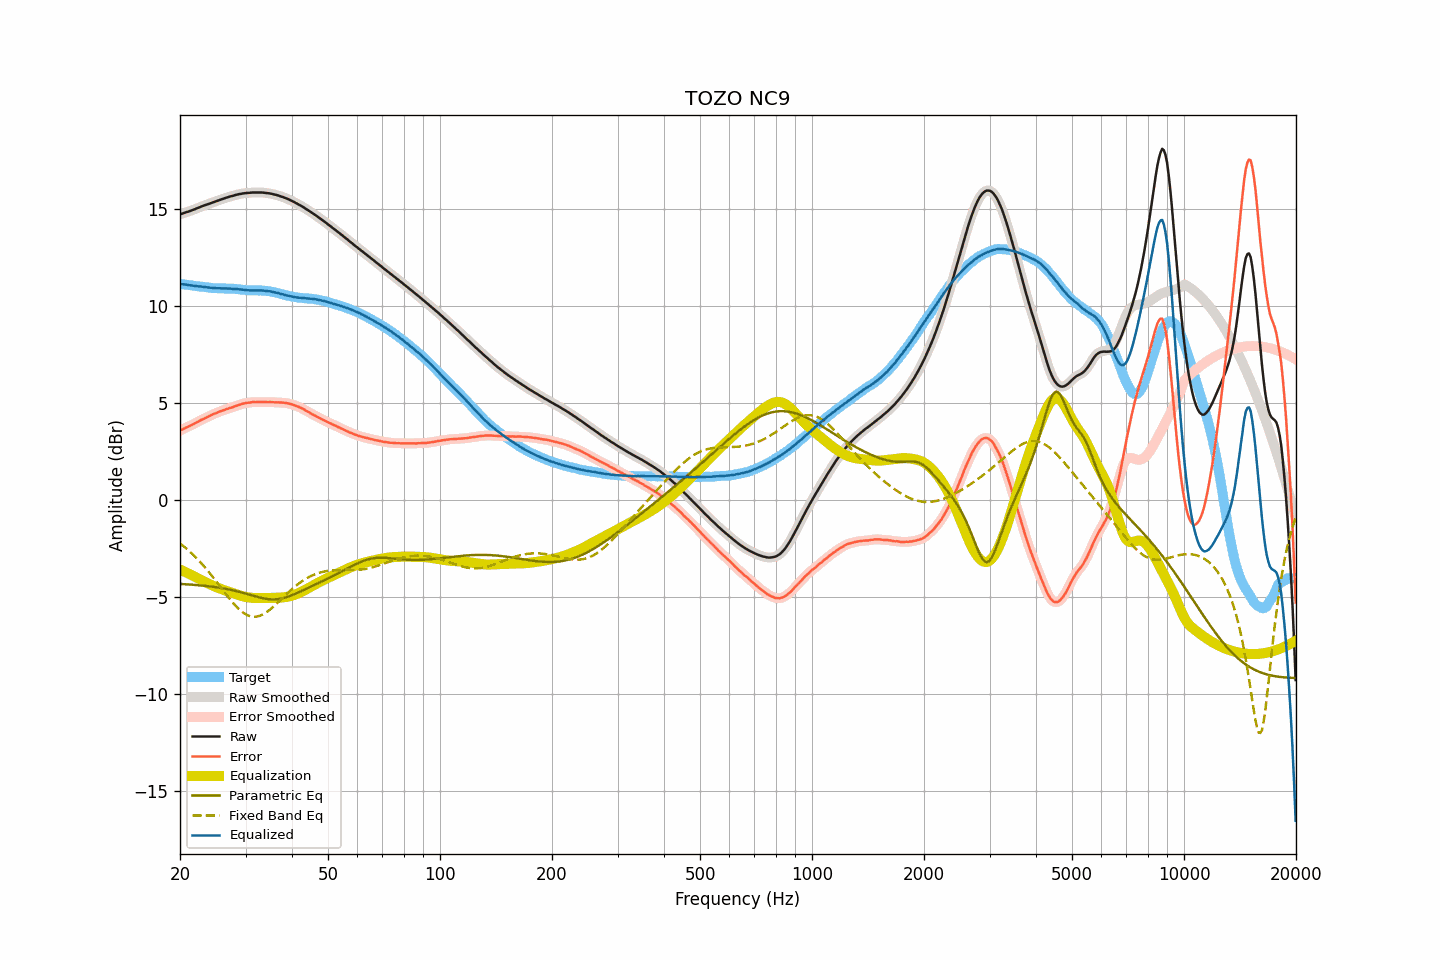 TOZO NC9
Amplitude (dBr)
15
10
5
0
−5
−10
−15
Target
Raw Smoothed
Error Smoothed
Raw
Error
Equalization
Parametric Eq
Fixed Band Eq
Equalized
20 50 100 200 500 1000 2000 5000 10000 20000
Frequency (Hz)